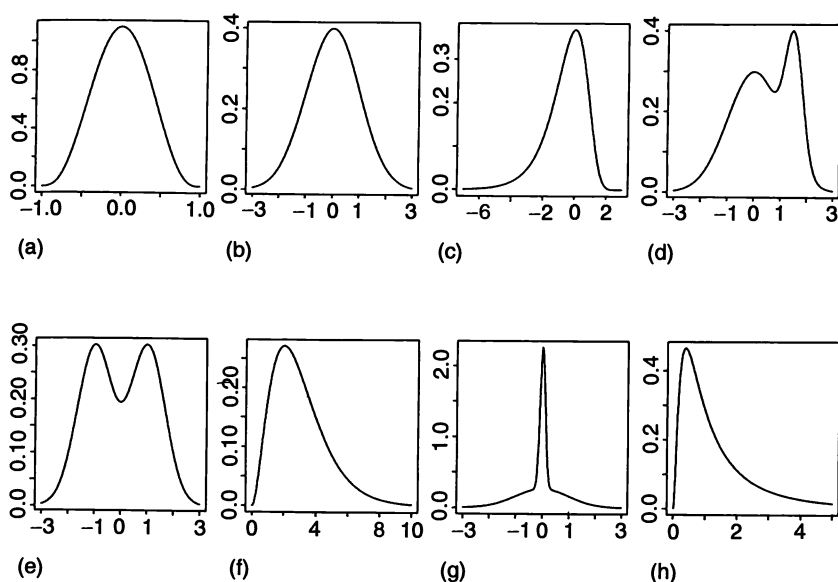 0.0 0.4 0.8
-1.0 0.0 1.0
(a)
0.0 0.2 0.4
-3 -1 0 1 3
(b)
0.0 0.2 0.3
-6 -2 0 2
(c)
0.0 0.2 0.4
-3 -1 0 1 3
(d)
0.0 0.10 0.20 0.30
-3 -1 0 1 3
(e)
0.0 0.10 0.20
0 4 8 10
(f)
0.0 1.0 2.0
-3 -1 0 1 3
(g)
0.0 0.2 0.4
0 2 4
(h)